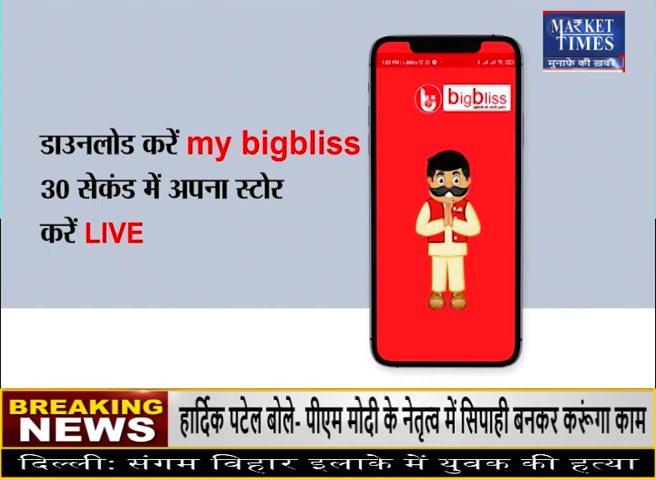 MARKET
TIMES
मुनाफे की ख़बर
bigbliss
डाउनलोड करें my bigbliss
30 सेकंड में अपना स्टोर
करें LIVE
BREAKING
NEWS
हार्दिक पटेल बोले- पीएम मोदी के नेतृत्व में सिपाही बनकर करूंगा काम
दिल्ली: संगम विहार इलाके में युवक की हत्या